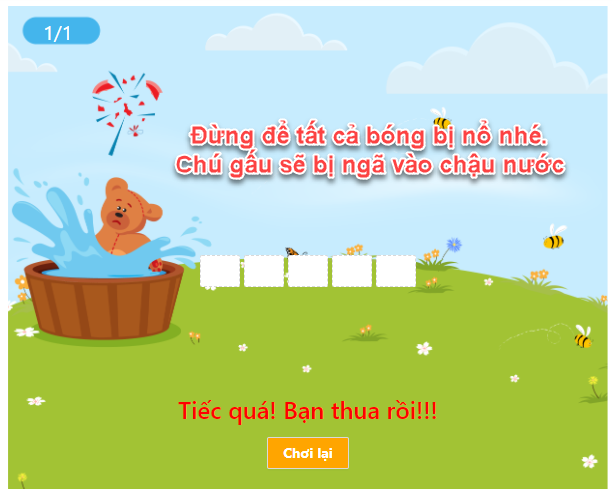 1/1
Đừng để tất cả bóng bị nổ nhé.
Chú gấu sẽ bị ngã vào chậu nước
Tiếc quá! Bạn thua rồi!!!
Chơi lại